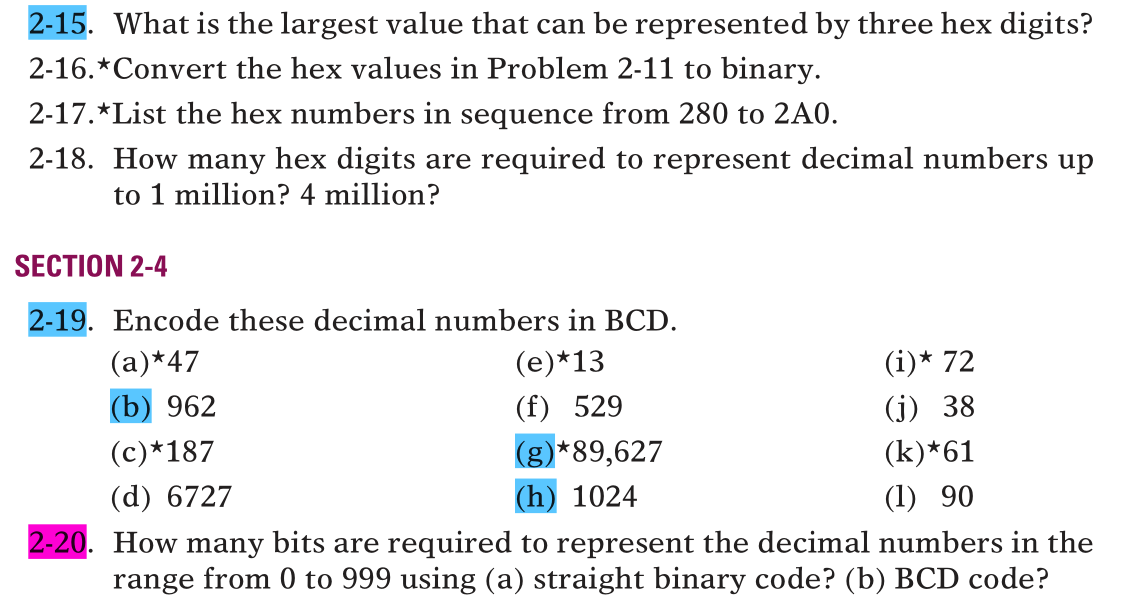 2-15. What is the largest value that can be represented by three hex digits?
2-16.*Convert the hex values in Problem 2-11 to binary.
2-17.*List the hex numbers in sequence from 280 to 2A0.
2-18. How many hex digits are required to represent decimal numbers up
to 1 million? 4 million?
SECTION 2-4
2-19. Encode these decimal numbers in BCD.
(a)*47 (e)*13 (i)* 72
(b) 962 (f) 529 (j) 38
(c)*187 (g)*89,627 (k)*61
(d) 6727 (h) 1024 (l) 90
2-20. How many bits are required to represent the decimal numbers in the
range from 0 to 999 using (a) straight binary code? (b) BCD code?